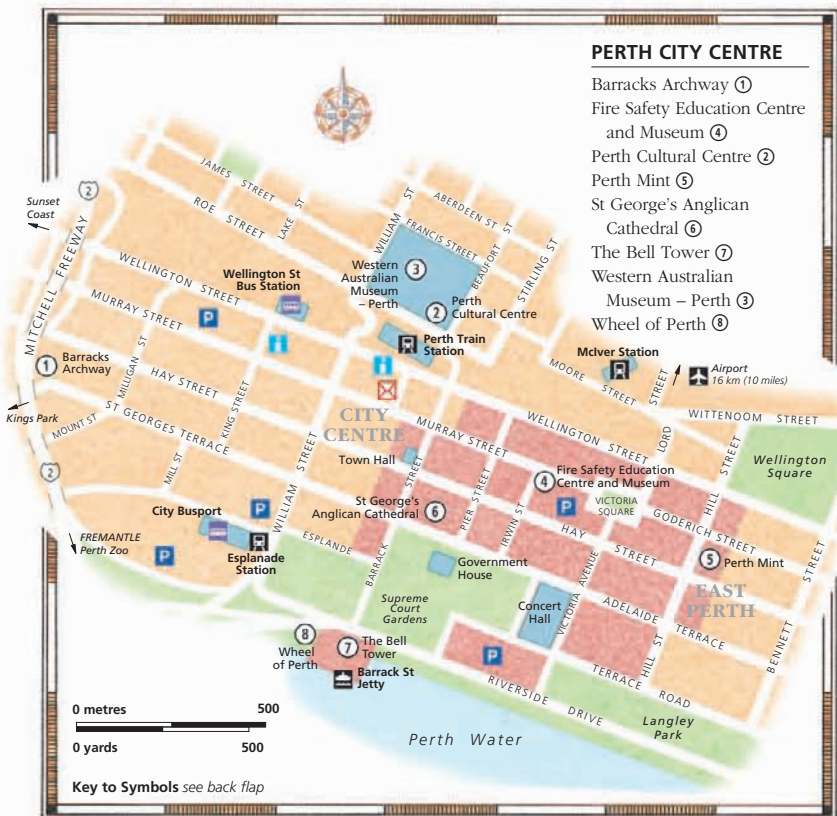 PERTH CITY CENTRE
Barracks Archway ①
Fire Safety Education Centre
and Museum ④
Perth Cultural Centre ②
Perth Mint ⑤
St George's Anglican
Cathedral ⑥
The Bell Tower ⑦
Western Australian
Museum – Perth ③
Wheel of Perth ⑧
2
Sunset
Coast
MITCHELL FREEWAY
JAMES STREET
ROE STREET
LAKE ST
WILLIAM ST
ABERDEEN ST
FRANCIS STREET
BEAUFORT ST
STIRLING ST
Western
Australian
Museum
– Perth
③
②
Perth
Cultural Centre
WELLINGTON STREET
Wellington St
Bus Station
P
i
i
Perth Train
Station
McIver Station
MOORE STREET
LORD STREET
Airport
16 km (10 miles)
WITTENOOM STREET
MURRAY STREET
①
Barracks
Archway
MILLIGAN ST
HAY STREET
KING STREET
Kings Park
MOUNT ST
ST GEORGES TERRACE
MILL ST
WILLIAM STREET
CITY
CENTRE
MURRAY STREET
WELLINGTON STREET
Wellington
Square
Town Hall
④
Fire Safety Education
Centre and Museum
P
VICTORIA
SQUARE
HILL STREET
GODERICH STREET
St George's
Anglican Cathedral
⑥
BARRACK STREET
PIER STREET
IRWIN ST
HAY STREET
⑤
Perth Mint
EAST
PERTH
2
FREMANTLE
Perth Zoo
City Busport
P
P
Esplanade
Station
ESPLANDE
Government
House
Supreme
Court
Gardens
Concert
Hall
VICTORIA AVENUE
ADELAIDE TERRACE
HILL ST
BENNETT STREET
⑧
Wheel
of Perth
⑦
The Bell
Tower
Barrack St
Jetty
P
TERRACE ROAD
RIVERSIDE DRIVE
Langley
Park
Perth Water
0 metres 500
0 yards 500
Key to Symbols see back flap